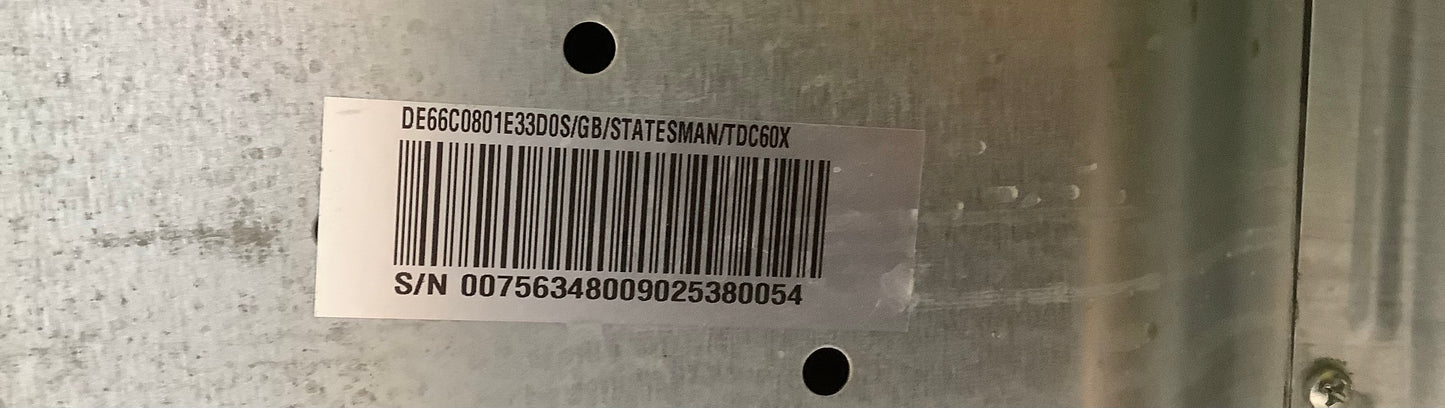 DE66C0801E33D0S/GB/STATESMAN/TDC60X
S/N 00756348009025380054